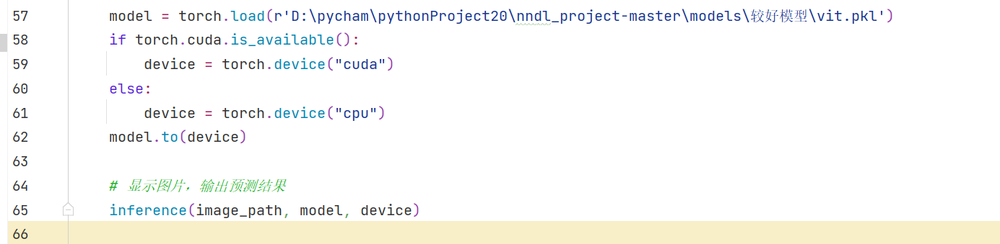 57 model = torch.load(r'D:\pycham\pythonProject20\nndl_project-master\models\较好模型\vit.pkl')
58 if torch.cuda.is_available():
59 device = torch.device("cuda")
60 else:
61 device = torch.device("cpu")
62 model.to(device)
63
64 # 显示图片，输出预测结果
65 inference(image_path, model, device)
66